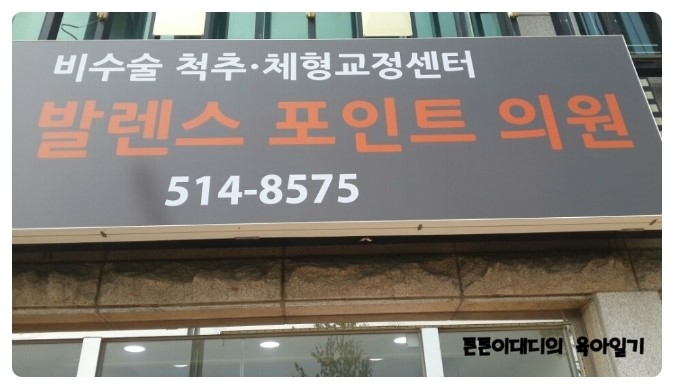 비수술 척추·체형교정센터
발렌스 포인트 의원
514-8575
튼튼이대디의 육아일기